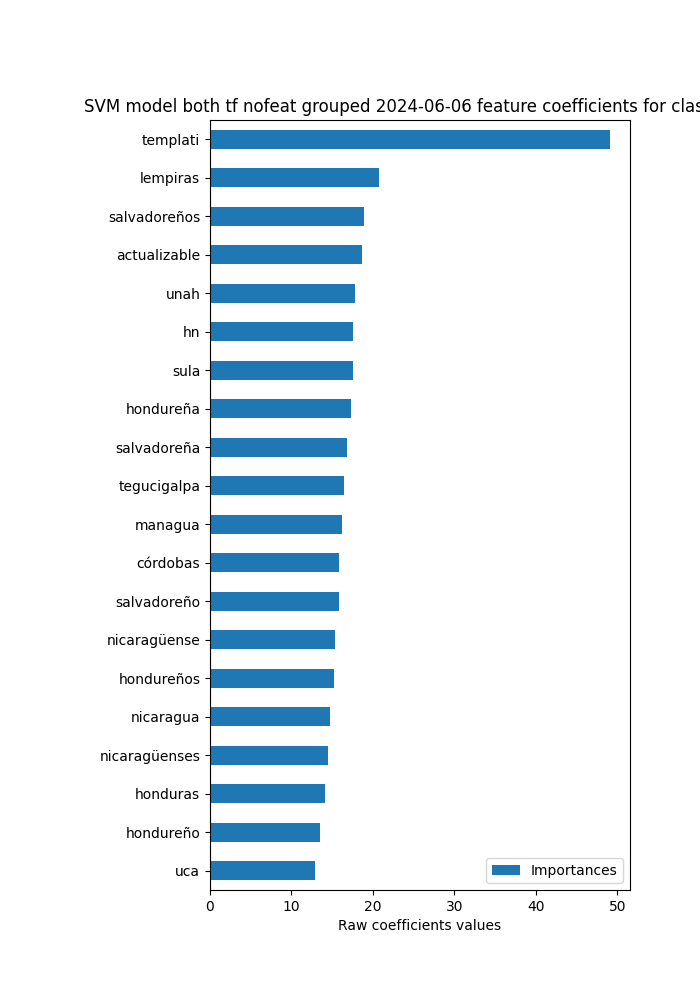 SVM model both tf nofeat grouped 2024-06-06 feature coefficients for clas
templati
lempiras
salvadoreños
actualizable
unah
hn
sula
hondureña
salvadoreña
tegucigalpa
managua
córdobas
salvadoreño
nicaragüense
hondureños
nicaragua
nicaragüenses
honduras
hondureño
uca
Importances
0 10 20 30 40 50
Raw coefficients values